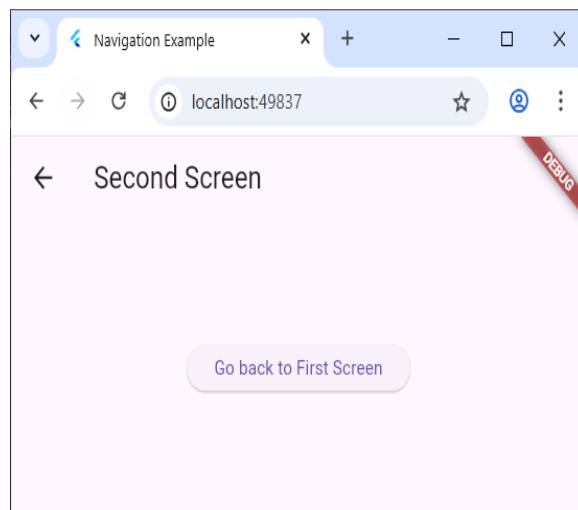 Navigation Example
localhost:49837
Second Screen
DEBUG
Go back to First Screen